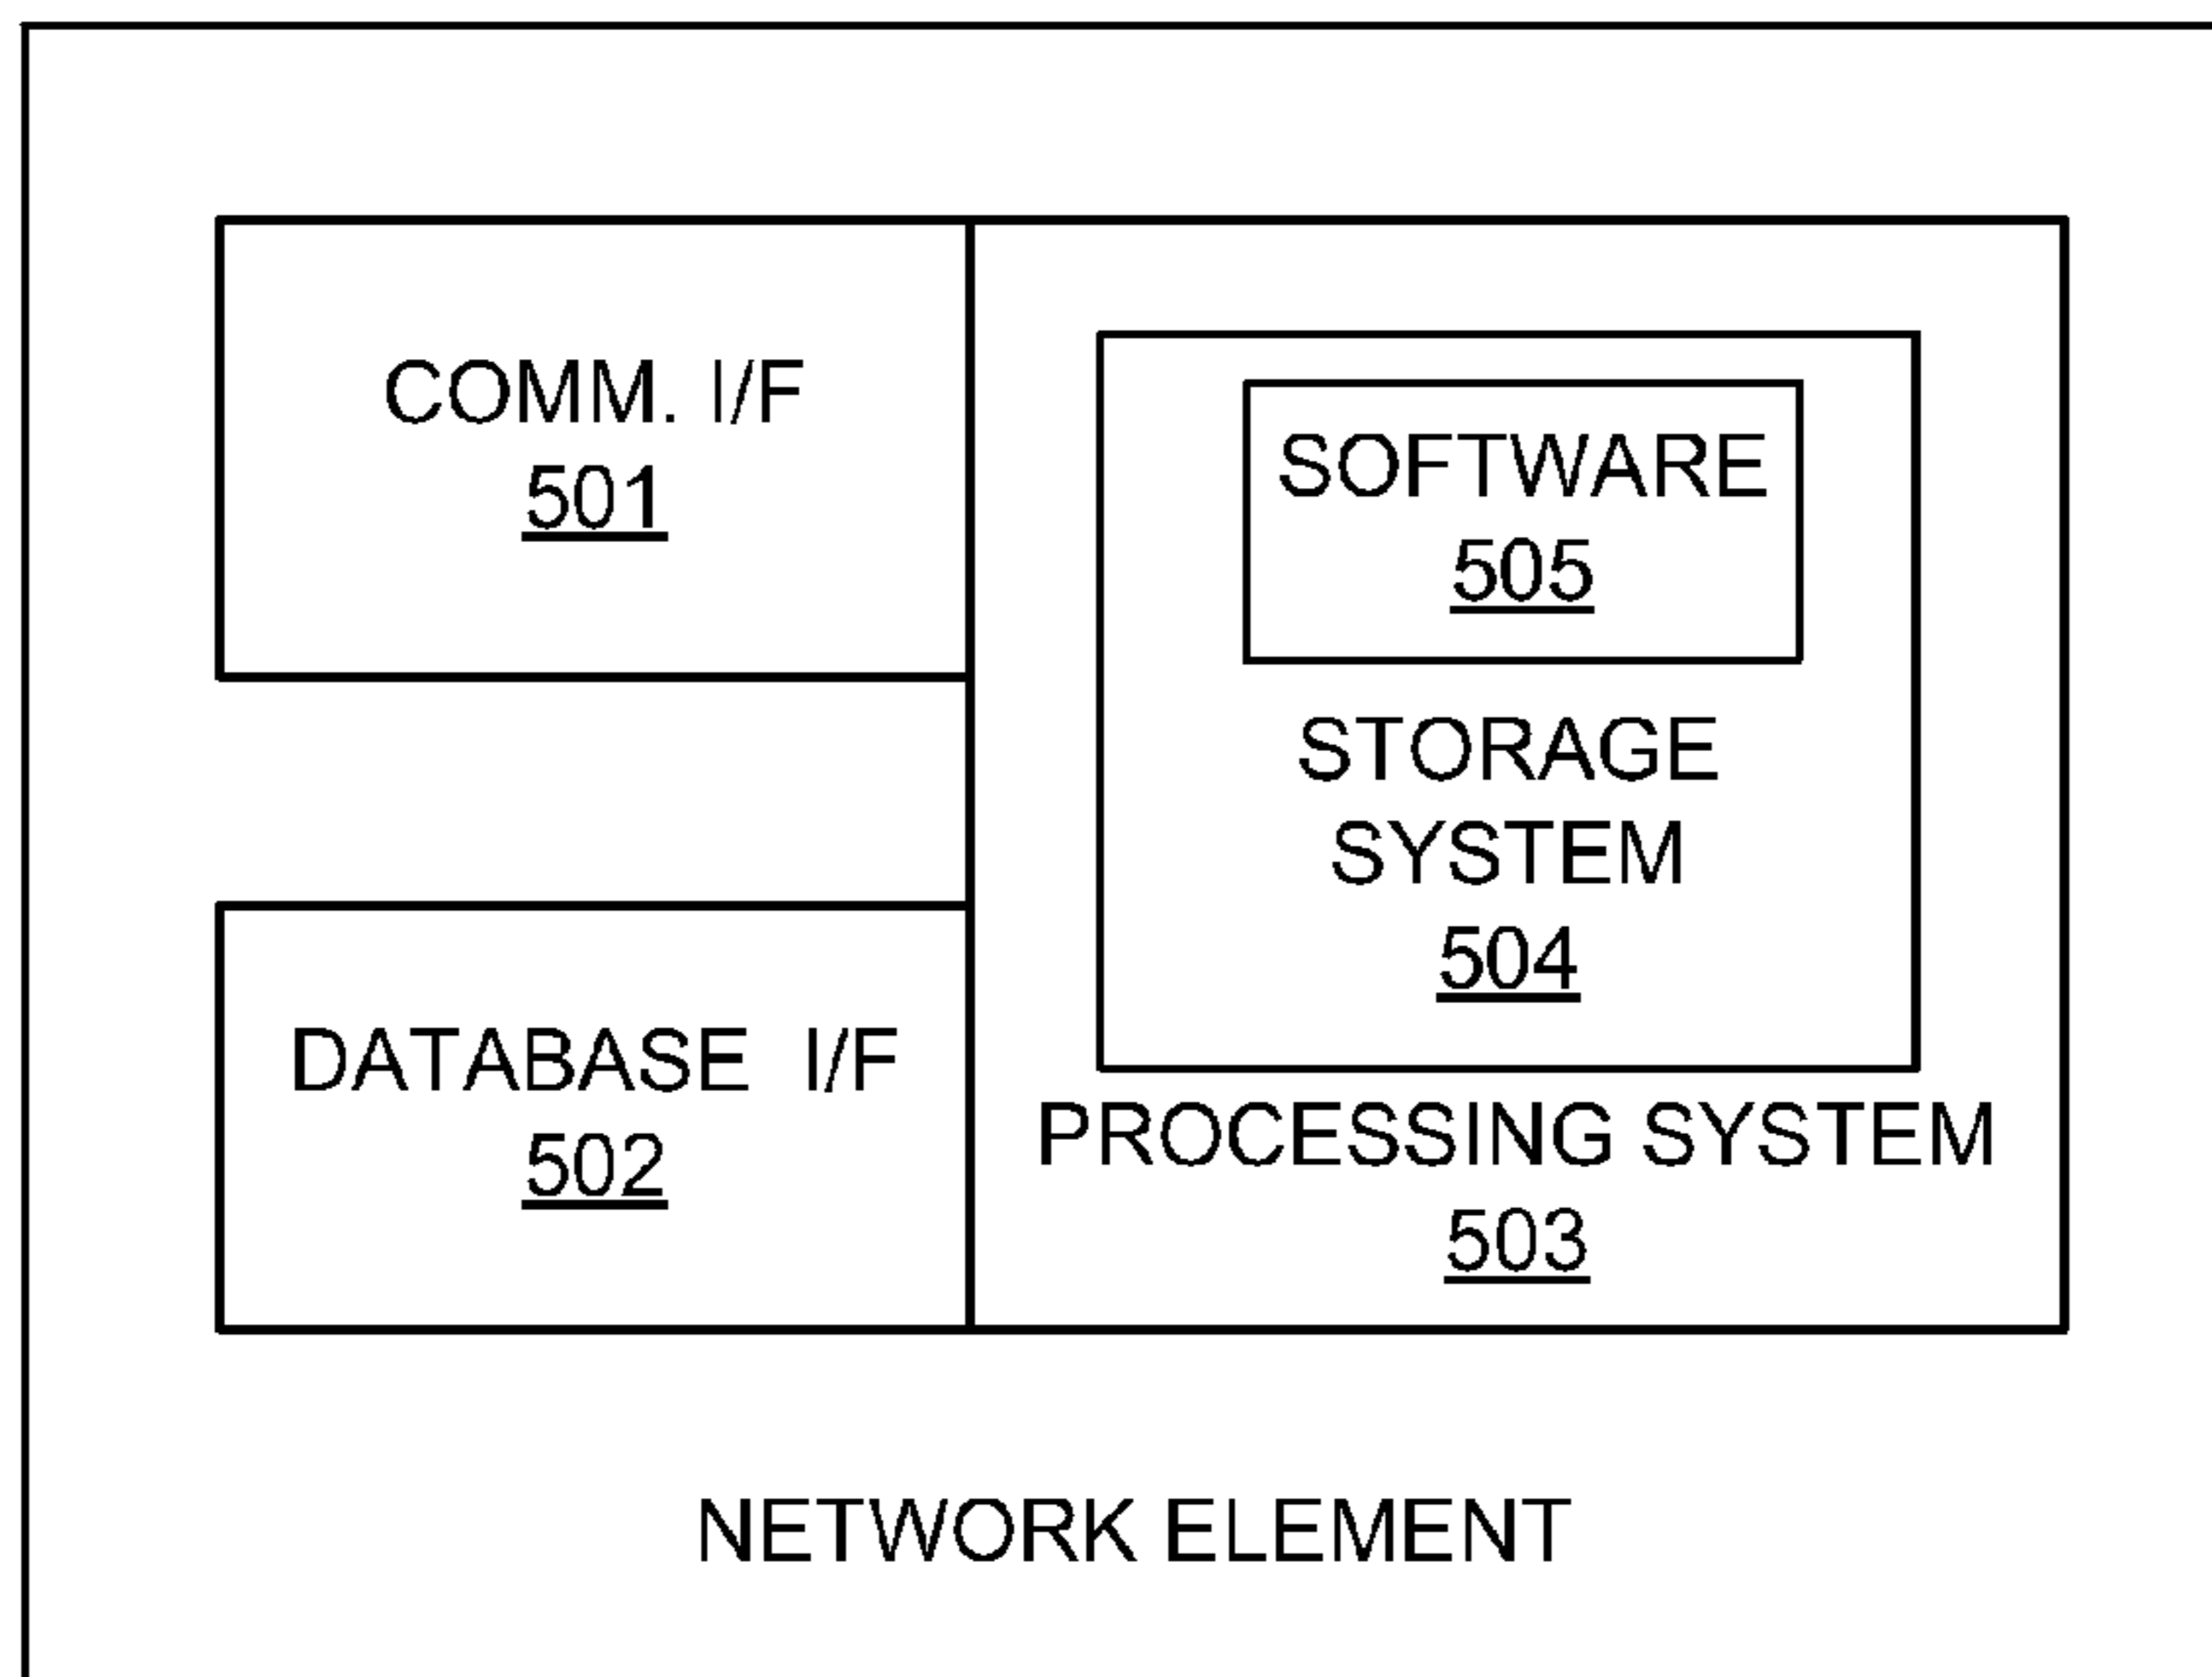 COMM. I/F
501
DATABASE I/F
502
SOFTWARE
505
STORAGE
SYSTEM
504
PROCESSING SYSTEM
503
NETWORK ELEMENT